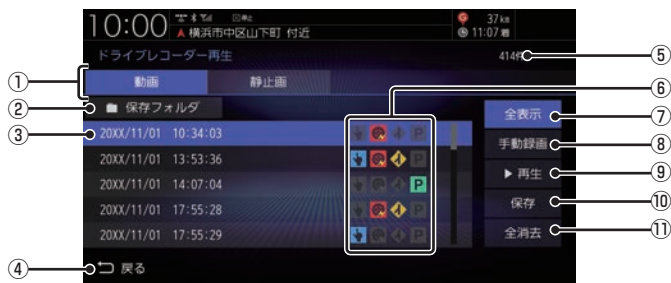 10:00
停止
横浜市中区山下町 付近
37km
11:07着
ドライブレコーダー再生
414件
⑤
①
動画
静止画
⑥
②
保存フォルダ
全表示
⑦
③
20XX/11/01 10:34:03
P
手動録画
⑧
20XX/11/01 13:53:36
P
▶再生
⑨
20XX/11/01 14:07:04
P
20XX/11/01 17:55:28
P
保存
⑩
20XX/11/01 17:55:29
P
全消去
⑪
④
戻る